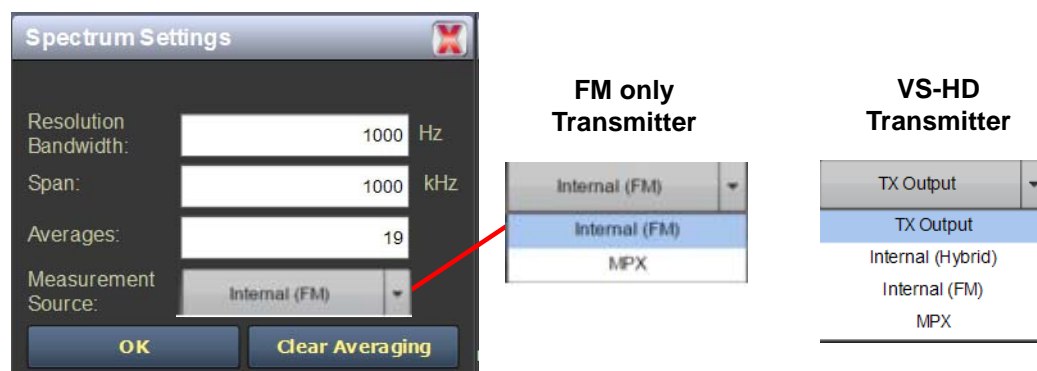 Spectrum Settings
Resolution
Bandwidth:
1000 Hz
Span:
1000 kHz
Averages:
19
Measurement
Source:
Internal (FM)
OK
Clear Averaging
FM only
Transmitter
Internal (FM)
Internal (FM)
MPX
VS-HD
Transmitter
TX Output
TX Output
Internal (Hybrid)
Internal (FM)
MPX